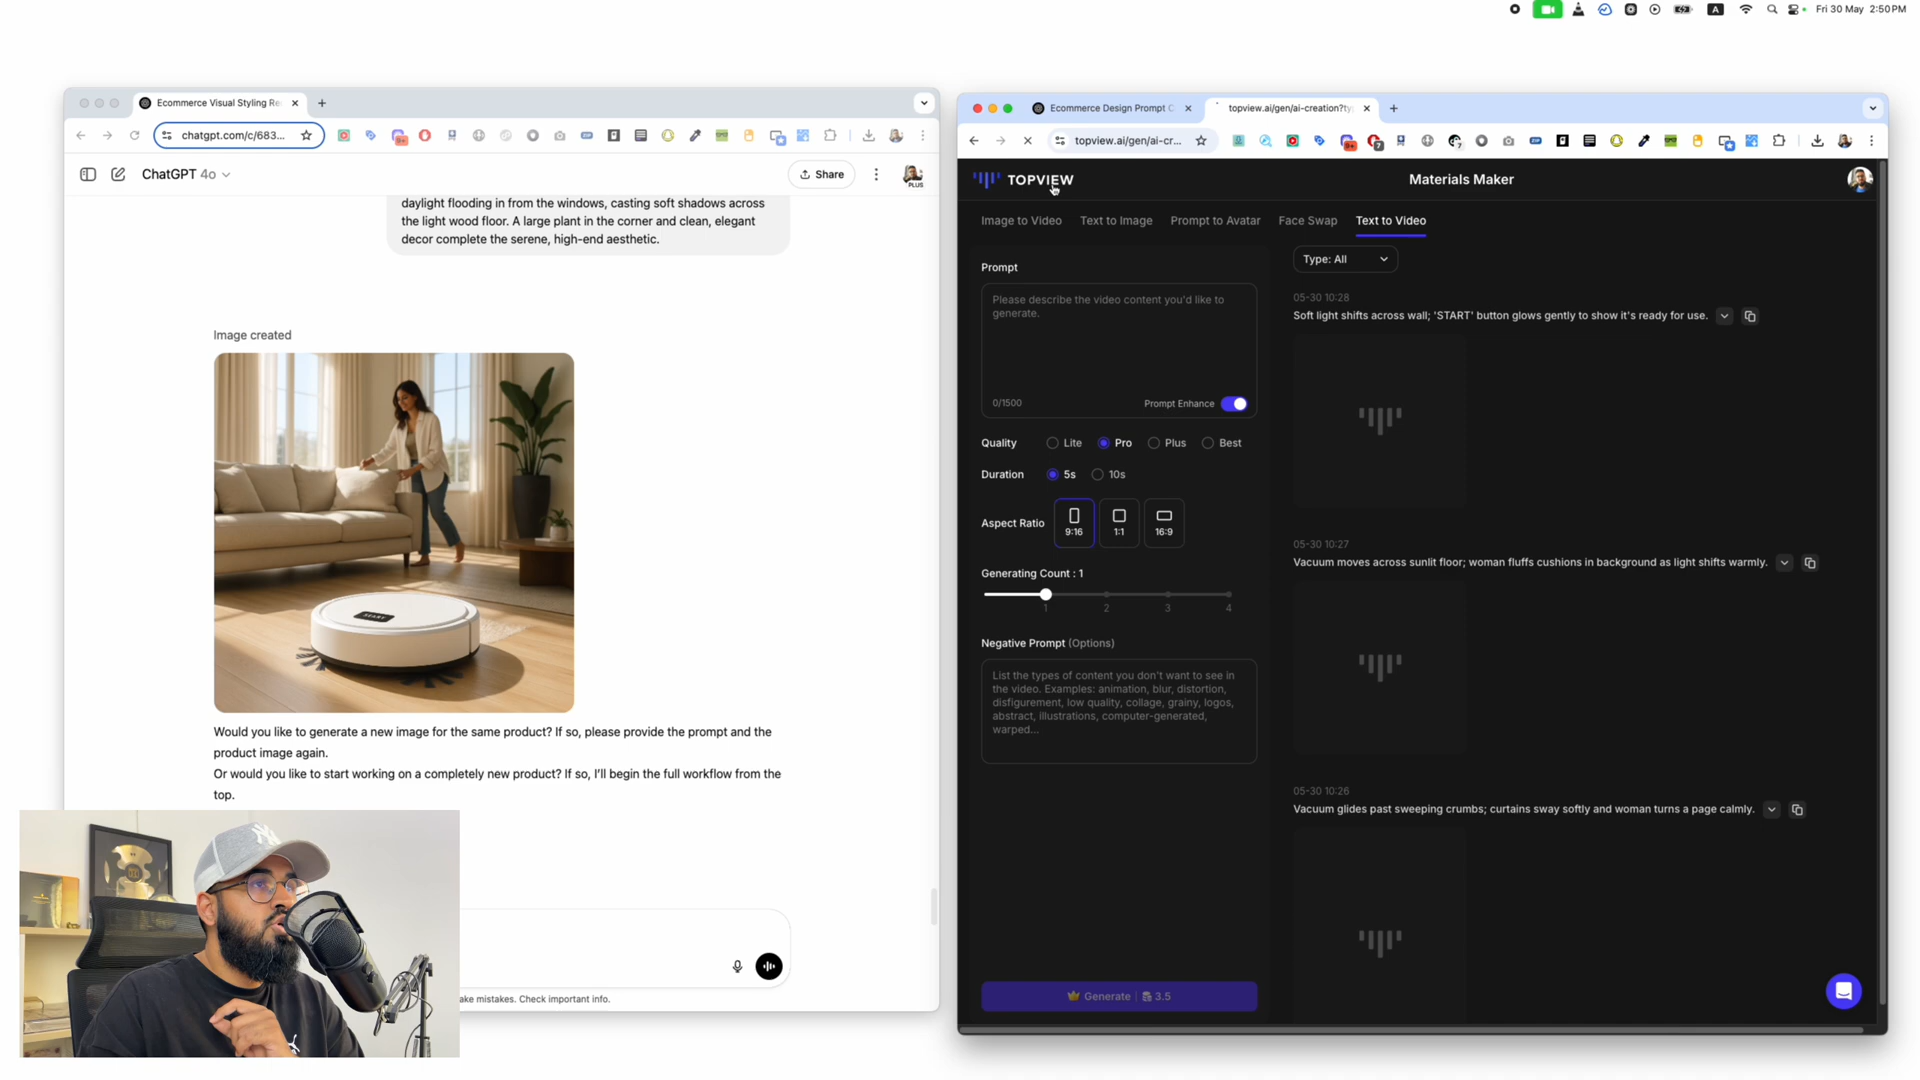 Fri 30 May 2:50PM
Ecommerce Visual Styling Re
chatgpt.com/c/683...
ChatGPT 4o
Share
PLUS
daylight flooding in from the windows, casting soft shadows across
the light wood floor. A large plant in the corner and clean, elegant
decor complete the serene, high-end aesthetic.
Image created
START
Would you like to generate a new image for the same product? If so, please provide the prompt and the
product image again.
Or would you like to start working on a completely new product? If so, I'll begin the full workflow from the
top.
ake mistakes. Check important info.
Ecommerce Design Prompt C
topview.ai/gen/ai-creation?ty
topview.ai/gen/ai-cr...
TOPVIEW
Materials Maker
Image to Video
Text to Image
Prompt to Avatar
Face Swap
Text to Video
Prompt
Please describe the video content you'd like to
generate.
0/1500
Prompt Enhance
Quality
Lite
Pro
Plus
Best
Duration
5s
10s
Aspect Ratio
9:16
1:1
16:9
Generating Count : 1
1
2
3
4
Negative Prompt (Options)
List the types of content you don't want to see in
the video. Examples: animation, blur, distortion,
disfigurement, low quality, collage, grainy, logos,
abstract, illustrations, computer-generated,
warped...
Generate
3.5
Type: All
05-30 10:28
Soft light shifts across wall; 'START' button glows gently to show it's ready for use.
05-30 10:27
Vacuum moves across sunlit floor; woman fluffs cushions in background as light shifts warmly.
05-30 10:26
Vacuum glides past sweeping crumbs; curtains sway softly and woman turns a page calmly.